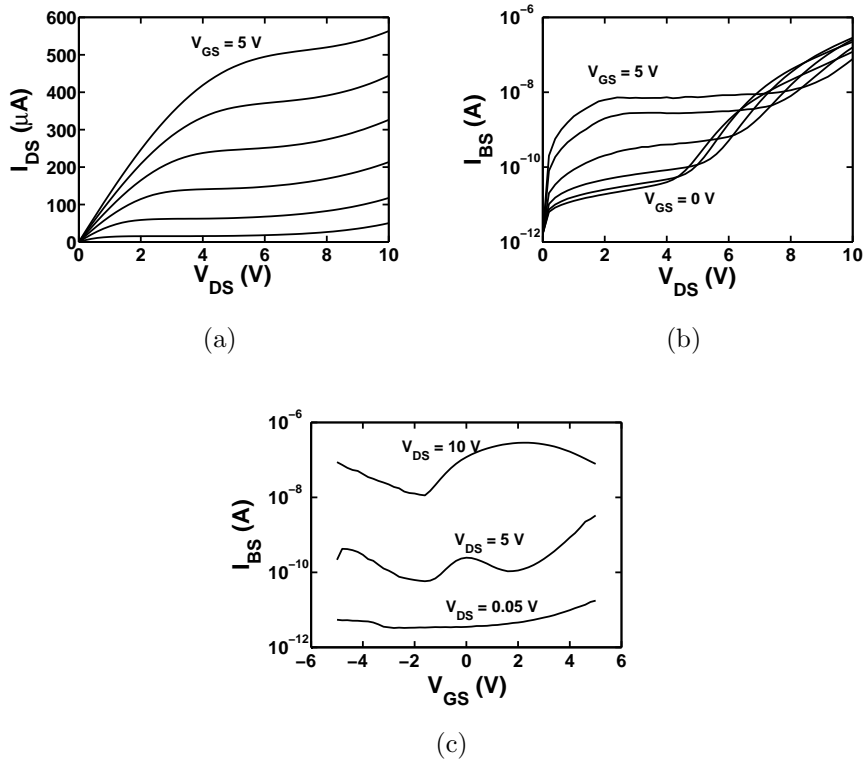 600
500
400
300
200
100
0
0 2 4 6 8 10
I_DS (μA)
V_DS (V)
V_GS = 5 V
(a)
10^−6
10^−8
10^−10
10^−12
0 2 4 6 8 10
I_BS (A)
V_DS (V)
V_GS = 5 V
V_GS = 0 V
(b)
10^−6
10^−8
10^−10
10^−12
−6 −4 −2 0 2 4 6
I_BS (A)
V_GS (V)
V_DS = 10 V
V_DS = 5 V
V_DS = 0.05 V
(c)